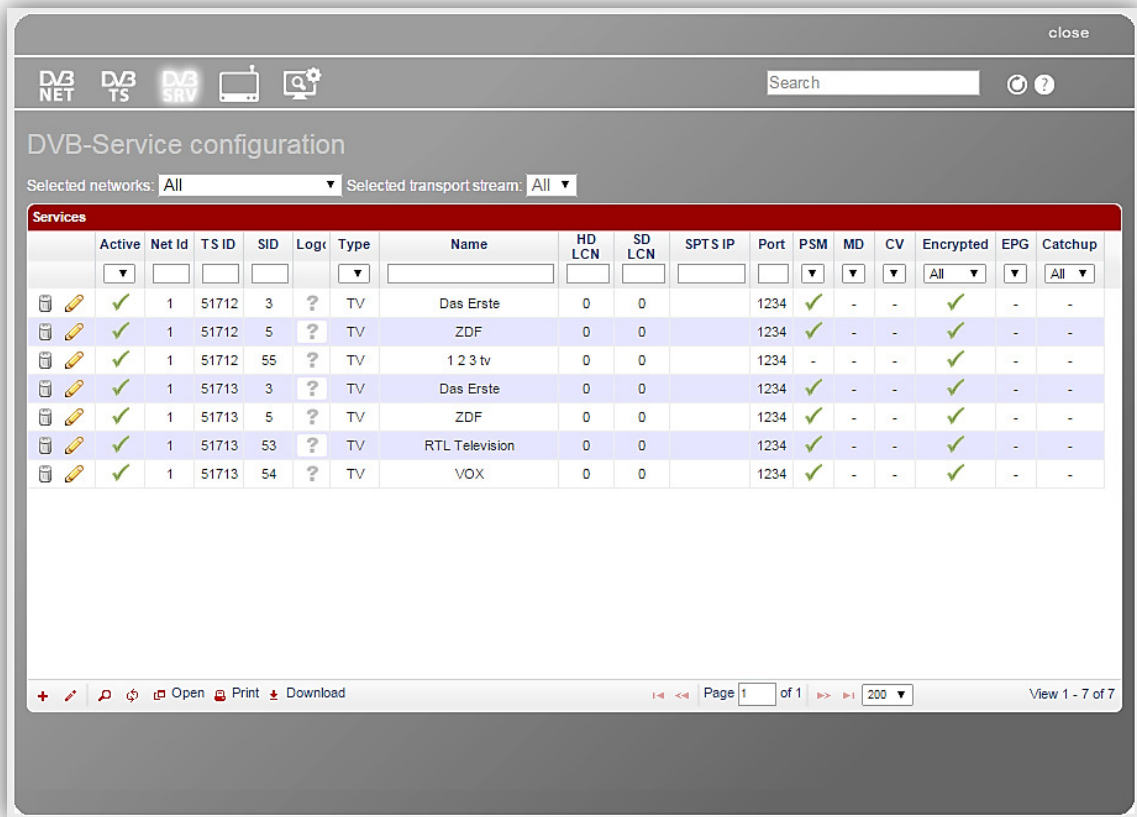 close
DVB NET DVB TS DVB SRV Search ?
DVB-Service configuration
Selected networks: All Selected transport stream: All
Services
Active Net Id TS ID SID Logo Type Name HD LCN SD LCN SPTS IP Port PSM MD CV Encrypted EPG Catchup
All All
1 51712 3 ? TV Das Erste 0 0 1234 - - - -
1 51712 5 ? TV ZDF 0 0 1234 - - - -
1 51712 55 ? TV 1 2 3 tv 0 0 1234 - - - - -
1 51713 3 ? TV Das Erste 0 0 1234 - - - -
1 51713 5 ? TV ZDF 0 0 1234 - - - -
1 51713 53 ? TV RTL Television 0 0 1234 - - - -
1 51713 54 ? TV VOX 0 0 1234 - - - -
Open Print Download Page 1 of 1 200 View 1 - 7 of 7